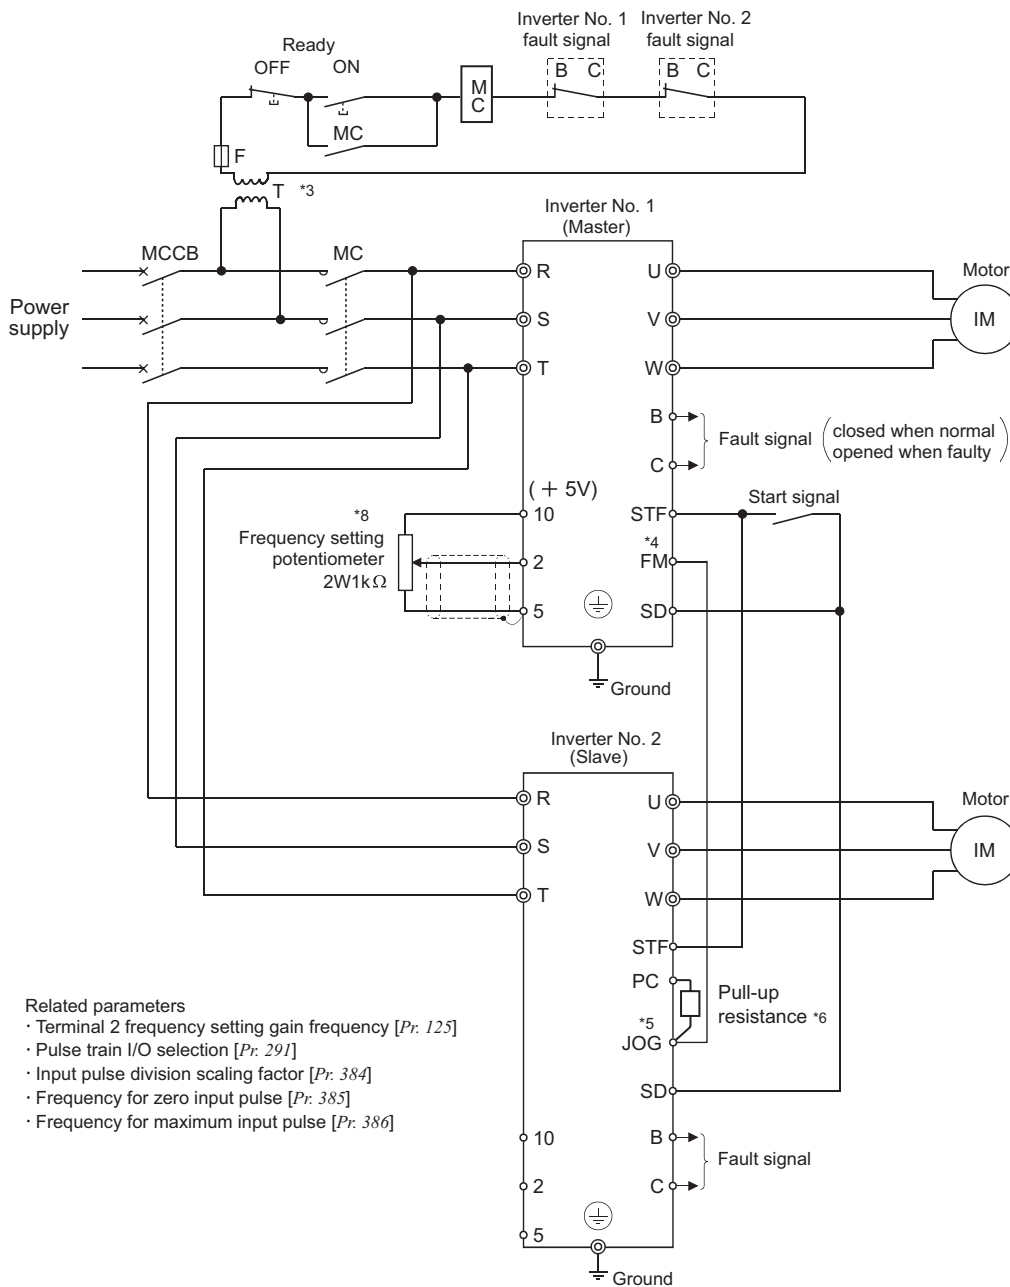 Inverter No. 1
fault signal
Inverter No. 2
fault signal
Ready
OFF
ON
M
C
B C
B C
MC
F
T *3
Inverter No. 1
(Master)
MCCB
MC
Power
supply
R
S
T
U
V
W
Motor
IM
B
C
Fault signal
closed when normal
opened when faulty
( + 5V)
*8
Frequency setting
potentiometer
2W1kΩ
10
2
5
STF
Start signal
*4
FM
SD
Ground
Inverter No. 2
(Slave)
R
S
T
U
V
W
Motor
IM
STF
PC
Pull-up
resistance *6
*5
JOG
SD
Related parameters
· Terminal 2 frequency setting gain frequency [Pr. 125]
· Pulse train I/O selection [Pr. 291]
· Input pulse division scaling factor [Pr. 384]
· Frequency for zero input pulse [Pr. 385]
· Frequency for maximum input pulse [Pr. 386]
10
2
5
B
C
Fault signal
Ground